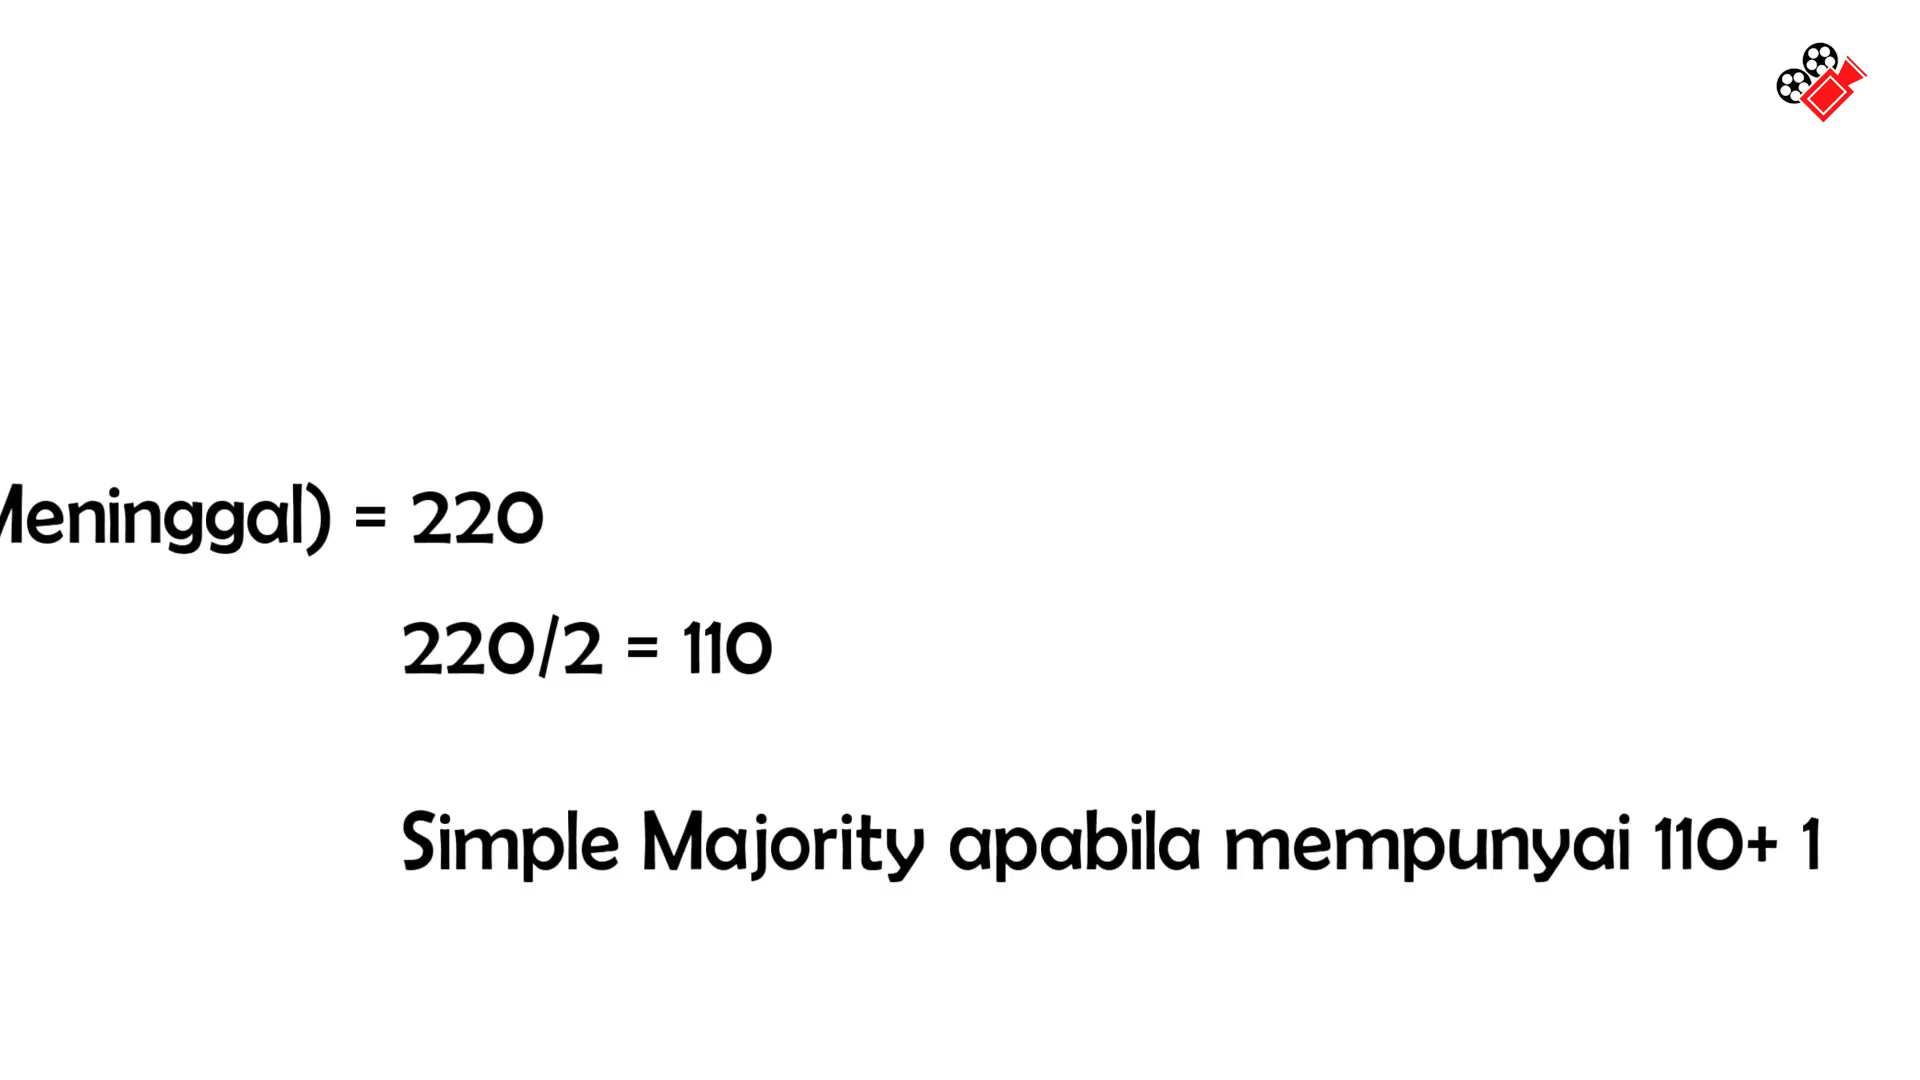 Meninggal) = 220
220/2 = 110
Simple Majority apabila mempunyai 110+ 1